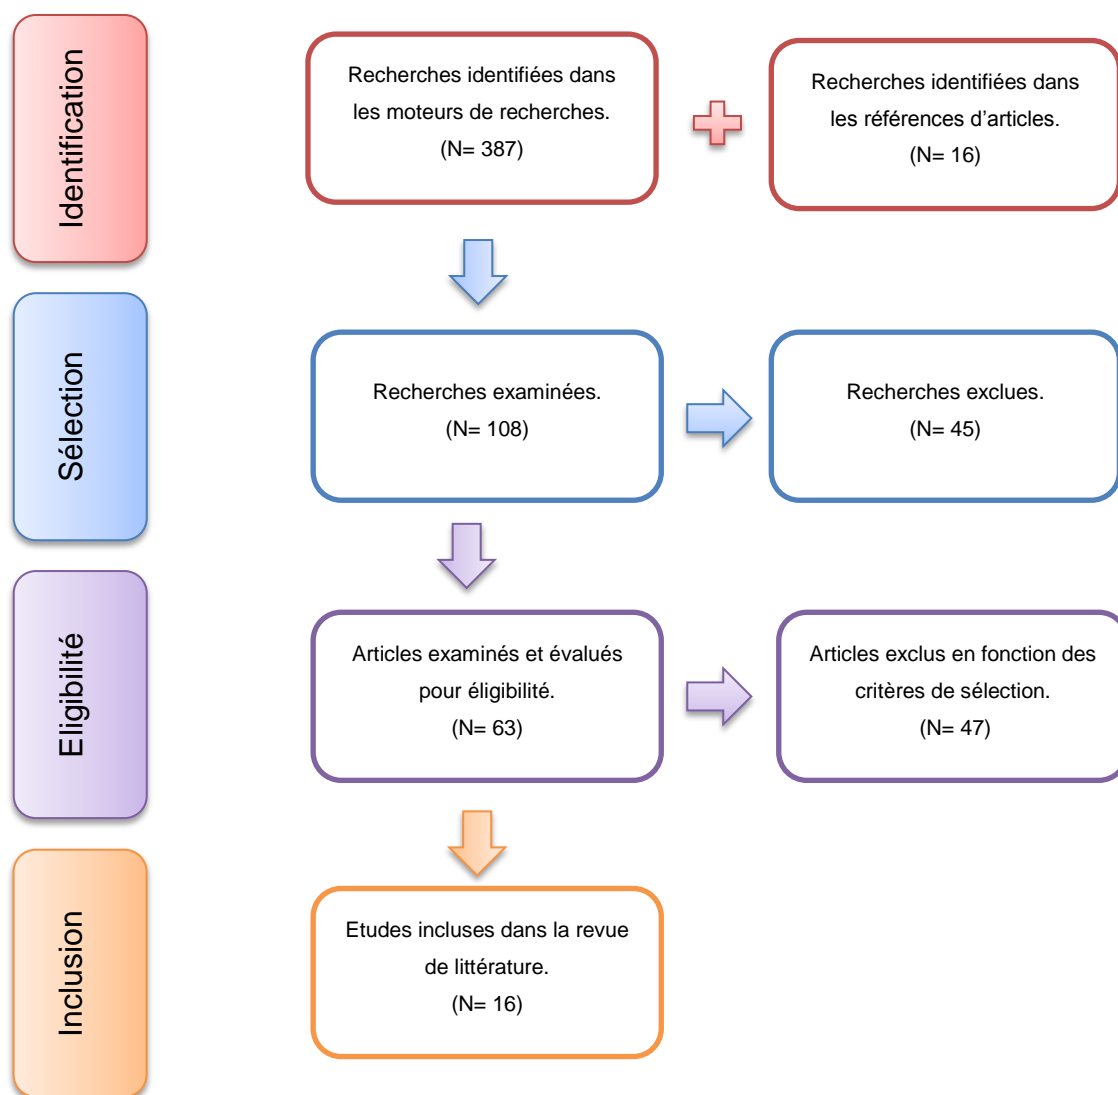 Identification
Recherches identifiées dans
les moteurs de recherches.
(N= 387)
Recherches identifiées dans
les références d’articles.
(N= 16)
Sélection
Recherches examinées.
(N= 108)
Recherches exclues.
(N= 45)
Eligibilité
Articles examinés et évalués
pour éligibilité.
(N= 63)
Articles exclus en fonction des
critères de sélection.
(N= 47)
Inclusion
Etudes incluses dans la revue
de littérature.
(N= 16)